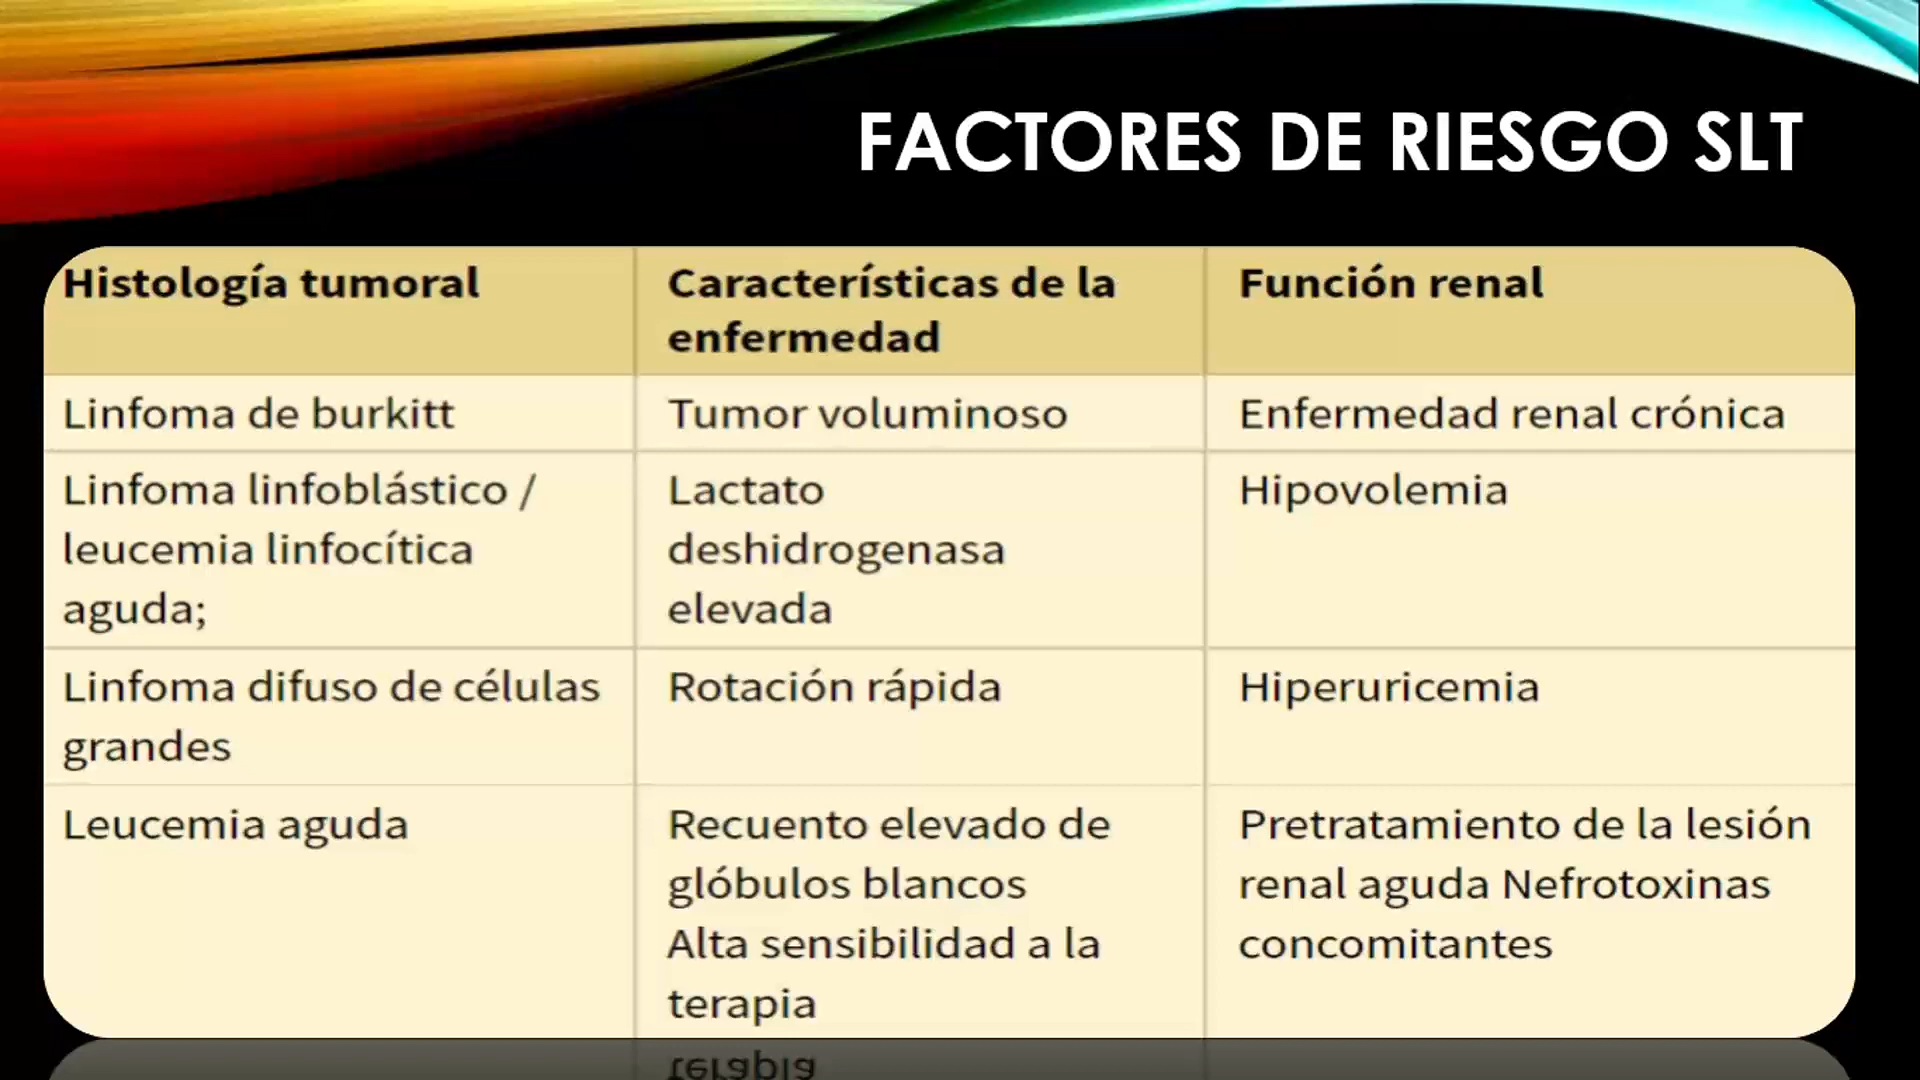 FACTORES DE RIESGO SLT
Histología tumoral
Características de la
enfermedad
Función renal
Linfoma de burkitt
Tumor voluminoso
Enfermedad renal crónica
Linfoma linfoblástico /
leucemia linfocítica
aguda;
Lactato
deshidrogenasa
elevada
Hipovolemia
Linfoma difuso de células
grandes
Rotación rápida
Hiperuricemia
Leucemia aguda
Recuento elevado de
glóbulos blancos
Alta sensibilidad a la
terapia
Pretratamiento de la lesión
renal aguda Nefrotoxinas
concomitantes